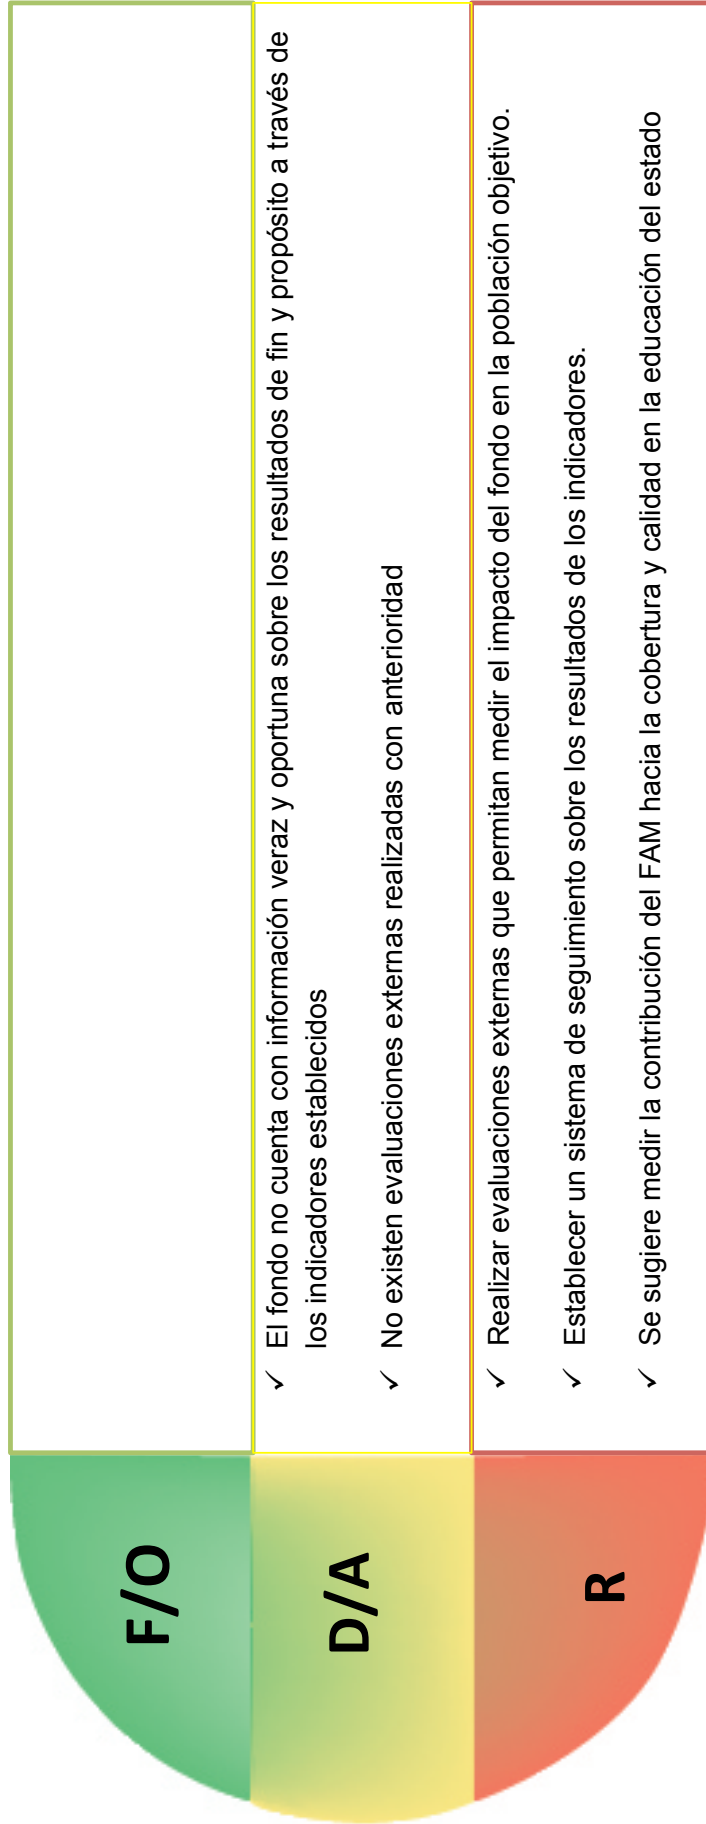 F/O
D/A
✓ El fondo no cuenta con información veraz y oportuna sobre los resultados de fin y propósito a través de
los indicadores establecidos
✓ No existen evaluaciones externas realizadas con anterioridad
R
✓ Realizar evaluaciones externas que permitan medir el impacto del fondo en la población objetivo.
✓ Establecer un sistema de seguimiento sobre los resultados de los indicadores.
✓ Se sugiere medir la contribución del FAM hacia la cobertura y calidad en la educación del estado